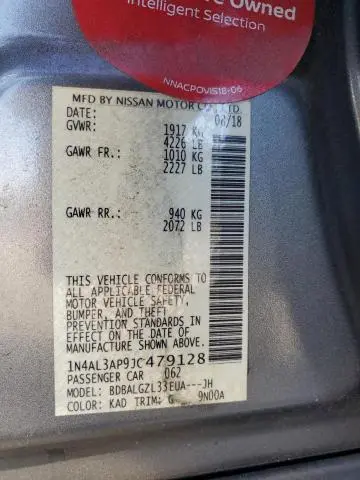 Owned
Intelligent Selection
NNACPOVIS18-06
MFD BY NISSAN MOTOR CO., LTD.
DATE: 08/18
GVWR: 1917 KG
4226 LB
GAWR FR.: 1010 KG
2227 LB
GAWR RR.: 940 KG
2072 LB
THIS VEHICLE CONFORMS TO
ALL APPLICABLE FEDERAL
MOTOR VEHICLE SAFETY,
BUMPER, AND THEFT
PREVENTION STANDARDS
IN EFFECT ON THE DATE OF
MANUFACTURE SHOWN ABOVE.
1N4AL3AP9JC479128
PASSENGER CAR 062
MODEL: BDBALGZL33EUA---JH
COLOR: KAD TRIM: G 9N00A